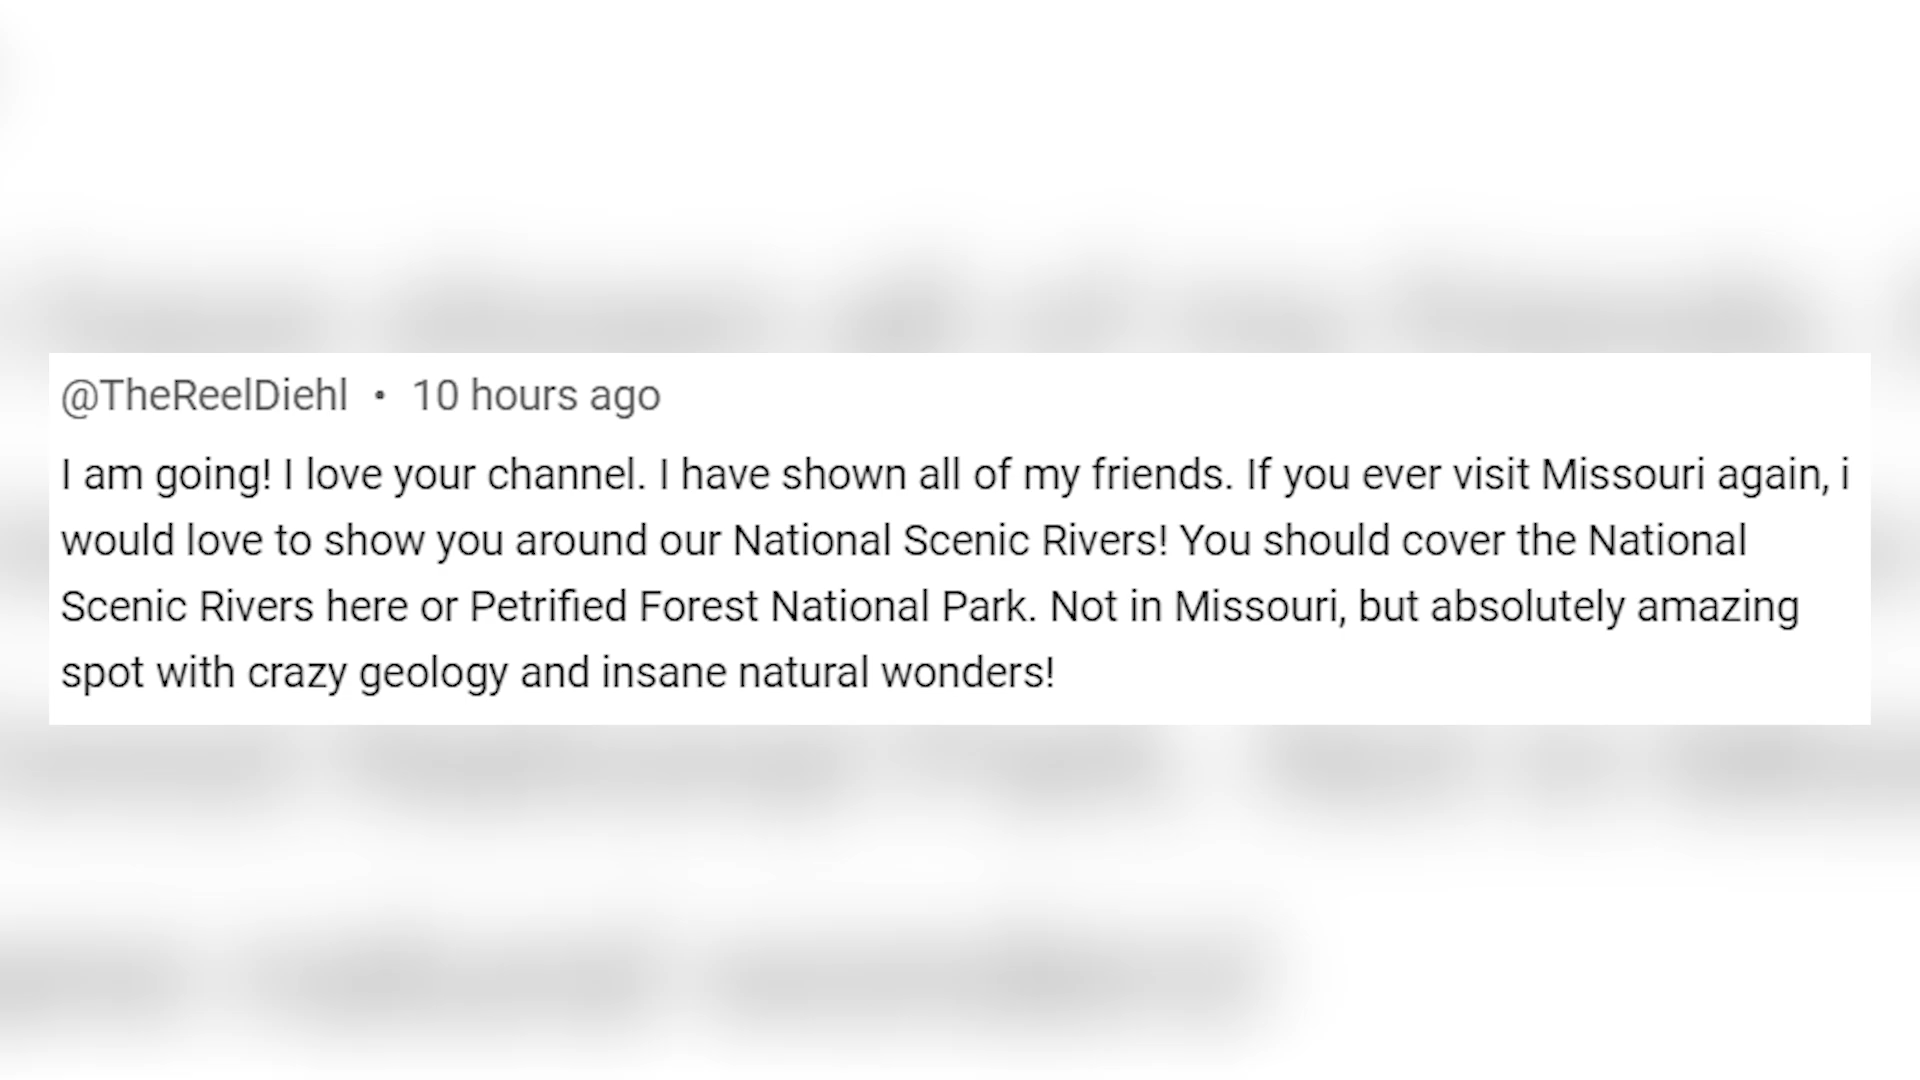 @TheReelDiehl • 10 hours ago
I am going! I love your channel. I have shown all of my friends. If you ever visit Missouri again, i
would love to show you around our National Scenic Rivers! You should cover the National
Scenic Rivers here or Petrified Forest National Park. Not in Missouri, but absolutely amazing
spot with crazy geology and insane natural wonders!